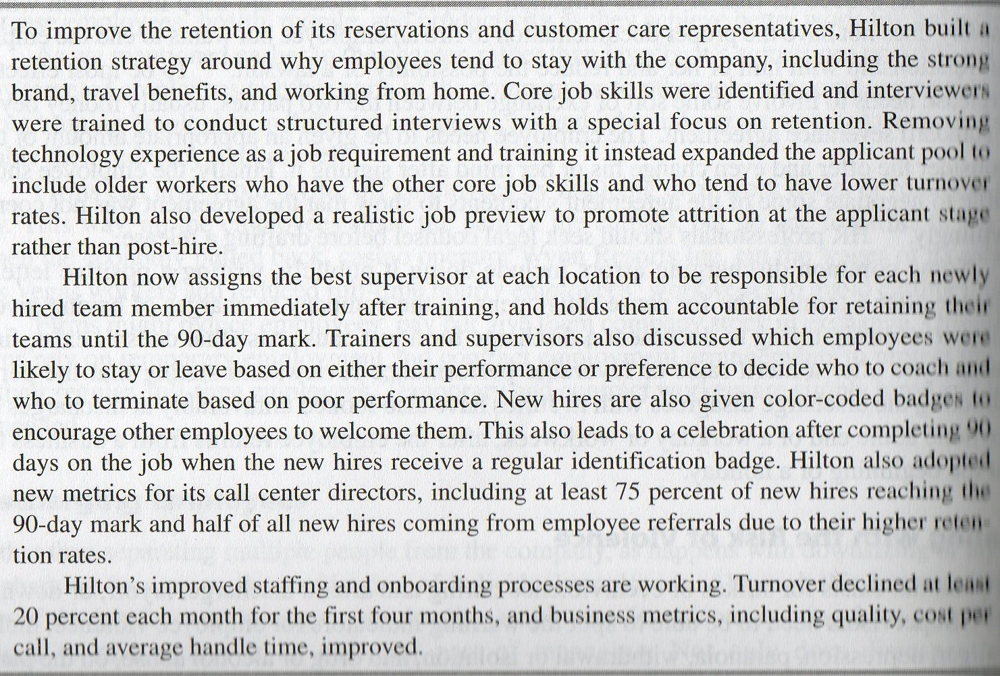 To improve the retention of its reservations and customer care representatives, Hilton built a
retention strategy around why employees tend to stay with the company, including the strong
brand, travel benefits, and working from home. Core job skills were identified and interviewers
were trained to conduct structured interviews with a special focus on retention. Removing
technology experience as a job requirement and training it instead expanded the applicant pool to
include older workers who have the other core job skills and who tend to have lower turnover
rates. Hilton also developed a realistic job preview to promote attrition at the applicant stage
rather than post-hire.
Hilton now assigns the best supervisor at each location to be responsible for each newly
hired team member immediately after training, and holds them accountable for retaining their
teams until the 90-day mark. Trainers and supervisors also discussed which employees were
likely to stay or leave based on either their performance or preference to decide who to coach and
who to terminate based on poor performance. New hires are also given color-coded badges to
encourage other employees to welcome them. This also leads to a celebration after completing 90
days on the job when the new hires receive a regular identification badge. Hilton also adopted
new metrics for its call center directors, including at least 75 percent of new hires reaching the
90-day mark and half of all new hires coming from employee referrals due to their higher reten-
tion rates.
Hilton's improved staffing and onboarding processes are working. Turnover declined at least
20 percent each month for the first four months, and business metrics, including quality, cost per
call, and average handle time, improved.